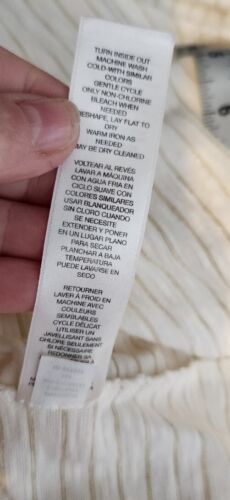 TURN INSIDE OUT
MACHINE WASH
COLD-WITH SIMILAR
COLORS
GENTLE CYCLE
ONLY NON-CHLORINE
BLEACH WHEN
NEEDED
RESHAPE, LAY FLAT TO
DRY
WARM IRON AS
NEEDED
MAY BE DRY CLEANED
VOLTEAR AL REVÉS
LAVAR A MÁQUINA
CON AGUA FRIA EN
CICLO SUAVE CON
COLORES SIMILARES
USAR BLANQUEADOR
SIN CLORO CUANDO
SE NECESITE
EXTENDER Y PONER
EN UN LUGAR PLANO
PARA SECAR
PLANCHAR A BAJA
TEMPERATURA
PUEDE LAVARSE EN
SECO
RETOURNER
LAVER À FROID EN
MACHINE AVEC
COULEURS
SEMBLABLES
CYCLE DÉLICAT
UTILISER UN
JAVELLISANT SANS
CHLORE SEULEMENT
SI NÉCESSAIRE
REDONNER SA